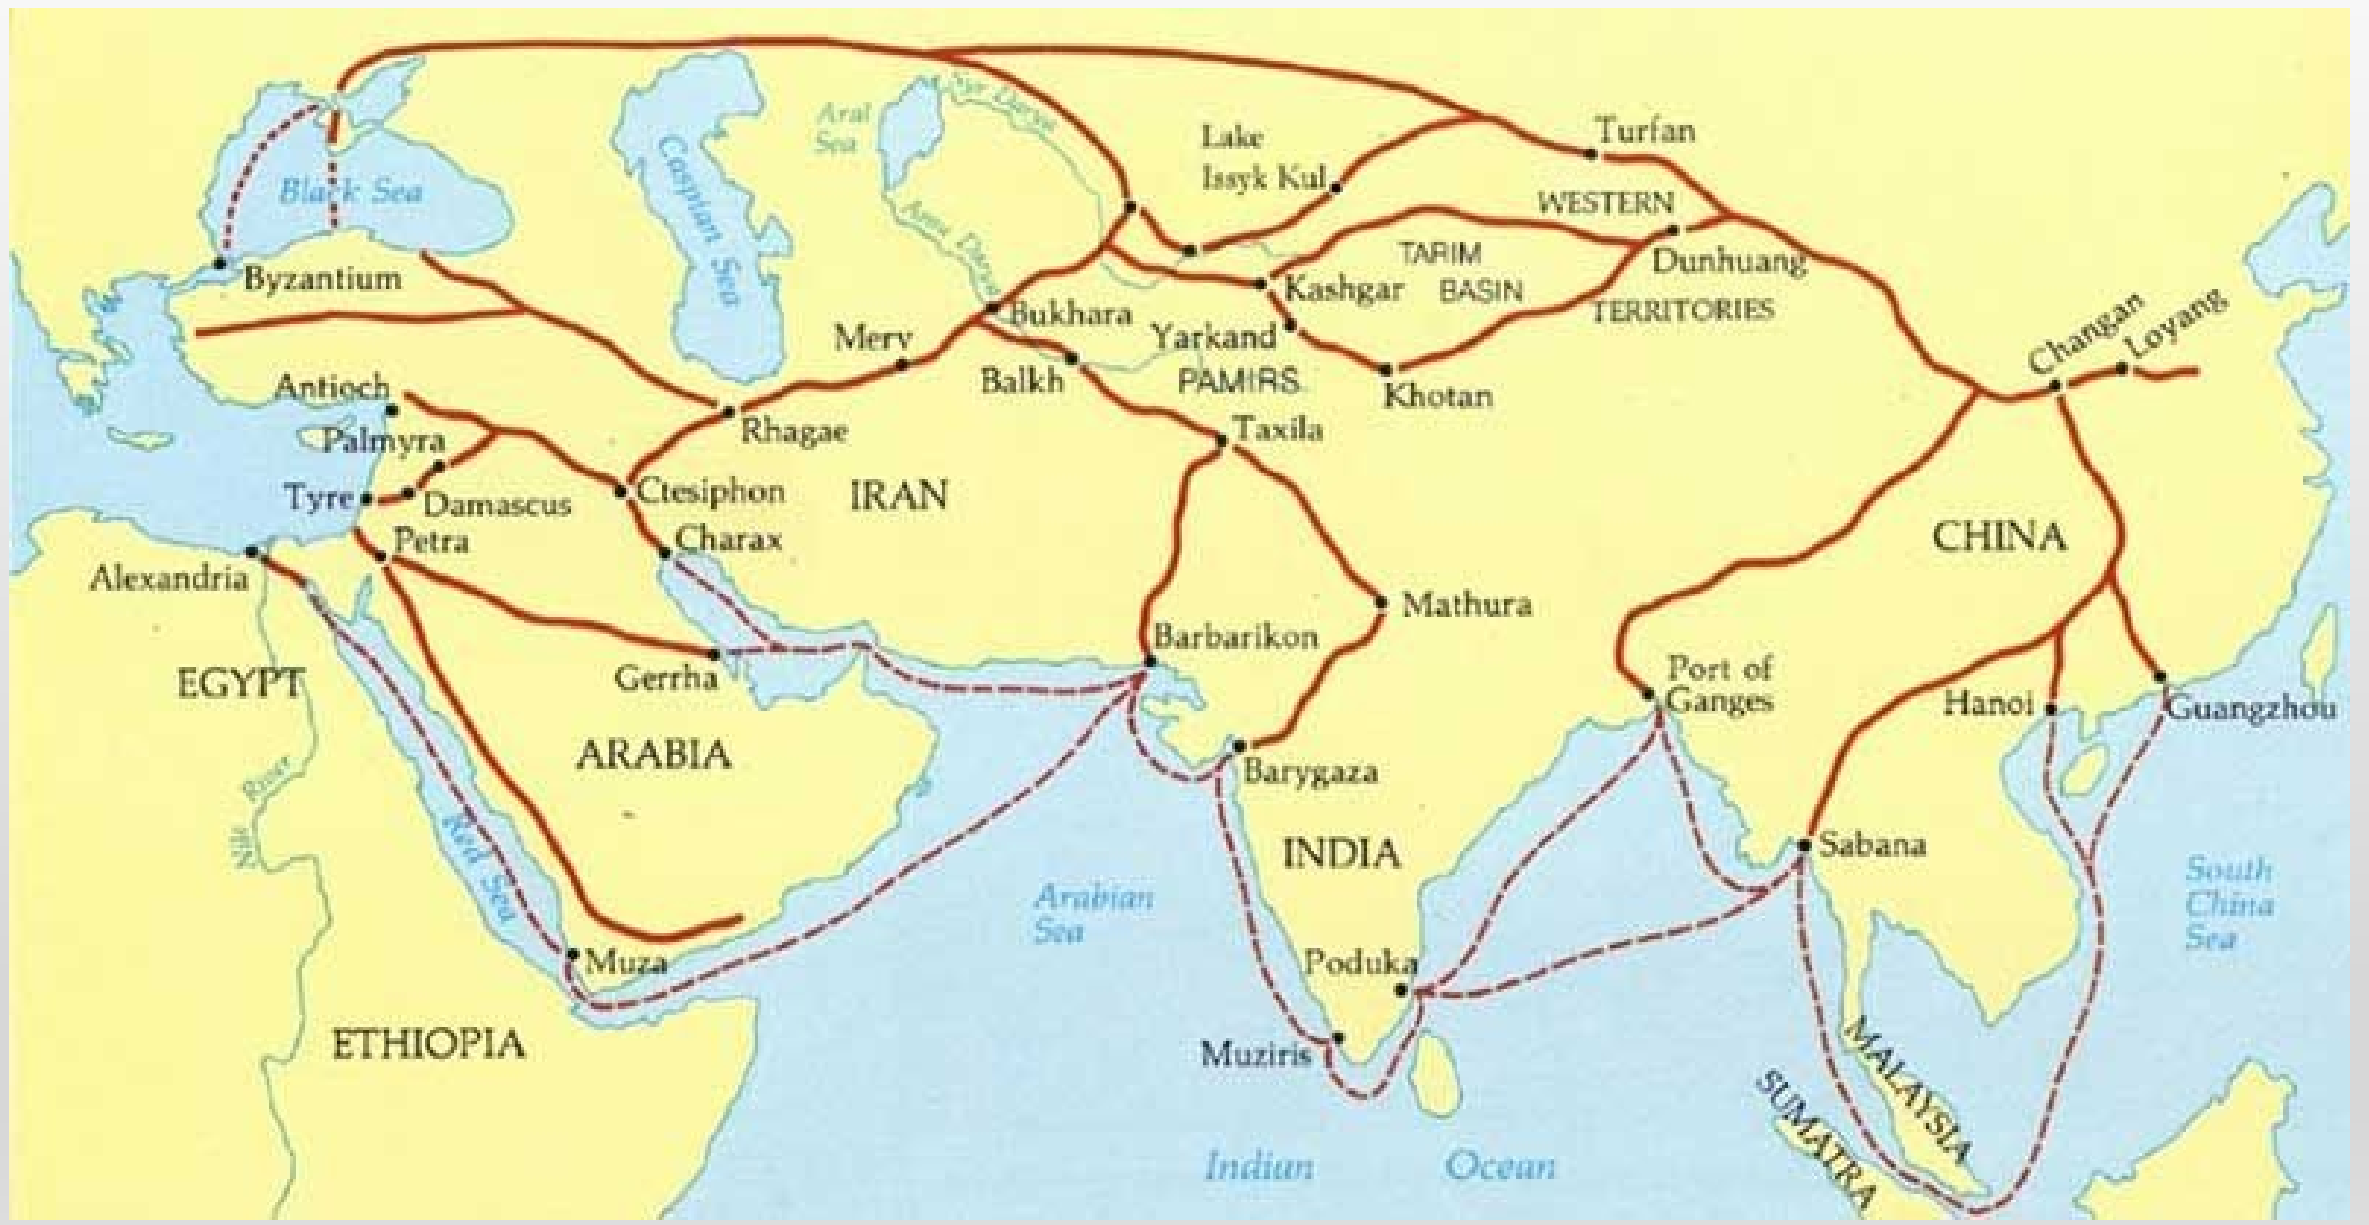 Syr Darya
Aral
Sea
Lake
Issyk Kul
Turfan
Black Sea
Caspian Sea
Amu Darya
WESTERN
TARIM
BASIN
Dunhuang
TERRITORIES
Byzantium
Kashgar
Bukhara
Merv
Yarkand
Balkh
PAMIRS
Khotan
Changan
Loyang
Antioch
Rhagae
Taxila
Palmyra
Tyre
Damascus
Ctesiphon
IRAN
Petra
Charax
CHINA
Alexandria
Mathura
Barbarikon
EGYPT
Gerrha
Port of
Ganges
Hanoi
Guangzhou
ARABIA
Barygaza
Nile River
Red Sea
INDIA
Sabana
Arabian
Sea
South
China
Sea
Muza
Poduka
ETHIOPIA
Muziris
MALAYSIA
SUMATRA
Indian Ocean